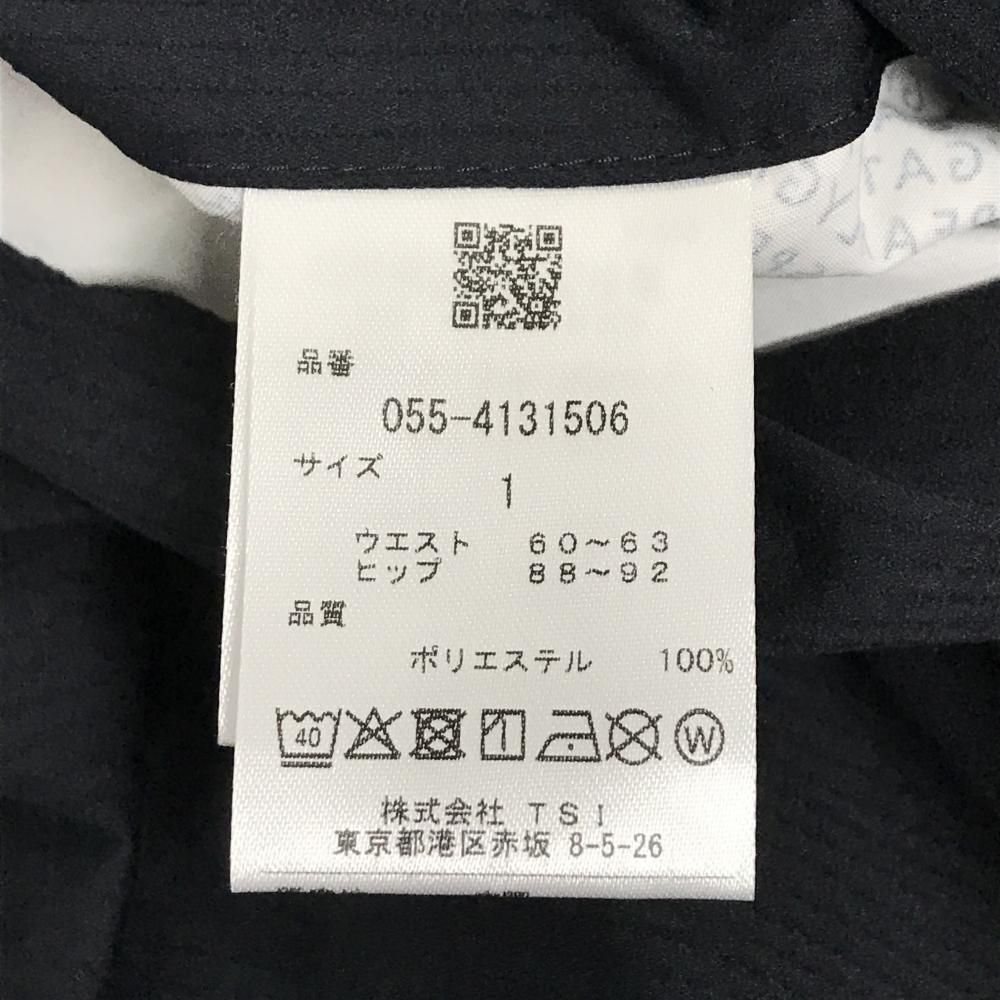 品番
055-4131506
サイズ
1
ウエスト 60~63
ヒップ 88~92
品質
ポリエステル 100%
40
W
株式会社 TSI
東京都港区赤坂 8-5-26